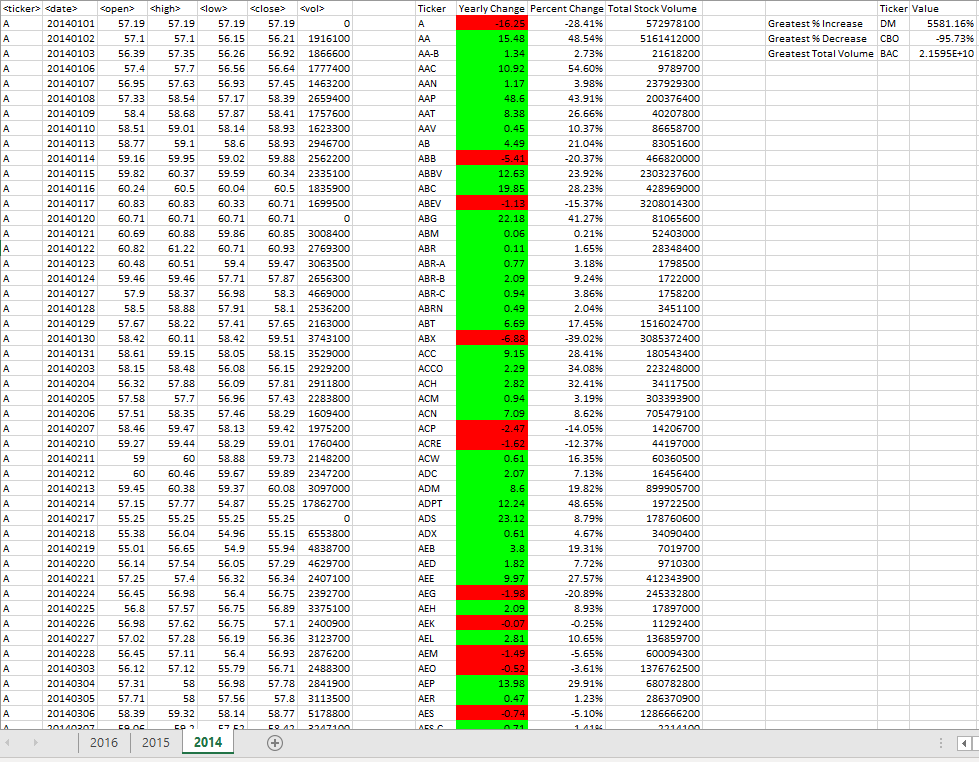 <ticker> <date> <open> <high> <low> <close> <vol> Ticker Yearly Change Percent Change Total Stock Volume Ticker Value
A 20140101 57.19 57.19 57.19 57.19 0 A -16.25 -28.41% 572978100 Greatest % Increase DM 5581.16%
A 20140102 57.1 57.1 56.15 56.21 1916100 AA 15.48 48.54% 5161412000 Greatest % Decrease CBO -95.73%
A 20140103 56.39 57.35 56.26 56.92 1866600 AA-B 1.34 2.73% 21618200 Greatest Total Volume BAC 2.1595E+10
A 20140106 57.4 57.7 56.56 56.64 1777400 AAC 10.92 54.60% 9789700
A 20140107 56.95 57.63 56.93 57.45 1463200 AAN 1.17 3.98% 237929300
A 20140108 57.33 58.54 57.17 58.39 2659400 AAP 48.6 43.91% 200376400
A 20140109 58.4 58.68 57.87 58.41 1757600 AAT 8.38 26.66% 40207800
A 20140110 58.51 59.01 58.14 58.93 1623300 AAV 0.45 10.37% 86658700
A 20140113 58.77 59.1 58.6 58.93 2946700 AB 4.49 21.04% 83051600
A 20140114 59.16 59.95 59.02 59.88 2562200 ABB -5.41 -20.37% 466820000
A 20140115 59.82 60.37 59.59 60.34 2335100 ABBV 12.63 23.92% 2303237600
A 20140116 60.24 60.5 60.04 60.5 1835900 ABC 19.85 28.23% 428969000
A 20140117 60.83 60.83 60.33 60.71 1699500 ABEV -1.13 -15.37% 3208014300
A 20140120 60.71 60.71 60.71 60.71 0 ABG 22.18 41.27% 81065600
A 20140121 60.69 60.88 59.86 60.85 3008400 ABM 0.06 0.21% 52403000
A 20140122 60.82 61.22 60.71 60.93 2769300 ABR 0.11 1.65% 28348400
A 20140123 60.48 60.51 59.4 59.47 3063500 ABR-A 0.77 3.18% 1798500
A 20140124 59.46 59.46 57.71 57.87 2656300 ABR-B 2.09 9.24% 1722000
A 20140127 57.9 58.37 56.98 58.3 4669000 ABR-C 0.94 3.86% 1758200
A 20140128 58.5 58.88 57.91 58.1 2536200 ABRN 0.49 2.04% 3451100
A 20140129 57.67 58.22 57.41 57.65 2163000 ABT 6.69 17.45% 1516024700
A 20140130 58.42 60.11 58.42 59.51 3743100 ABX -6.88 -39.02% 3085372400
A 20140131 58.61 59.15 58.05 58.15 3529000 ACC 9.15 28.41% 180543400
A 20140203 58.15 58.48 56.08 56.15 2929200 ACCO 2.29 34.08% 223248000
A 20140204 56.32 57.88 56.09 57.81 2911800 ACH 2.82 32.41% 34117500
A 20140205 57.58 57.7 56.96 57.43 2283800 ACM 0.94 3.19% 303393900
A 20140206 57.51 58.35 57.46 58.29 1609400 ACN 7.09 8.62% 705479100
A 20140207 58.46 59.47 58.13 59.42 1975200 ACP -2.47 -14.05% 14206700
A 20140210 59.27 59.44 58.29 59.01 1760400 ACRE -1.62 -12.37% 44197000
A 20140211 59 60 58.88 59.73 2148200 ACW 0.61 16.35% 60360500
A 20140212 60 60.46 59.67 59.89 2347200 ADC 2.07 7.13% 16456400
A 20140213 59.45 60.38 59.37 60.08 3097000 ADM 8.6 19.82% 899905700
A 20140214 57.15 57.77 54.87 55.25 17862700 ADPT 12.24 48.65% 19722500
A 20140217 55.25 55.25 55.25 55.25 0 ADS 23.12 8.79% 178760600
A 20140218 55.38 56.04 54.96 55.15 6553800 ADX 0.61 4.67% 34090400
A 20140219 55.01 56.65 54.9 55.94 4838700 AEB 3.8 19.31% 7019700
A 20140220 56.14 57.54 56.05 57.29 4629700 AED 1.82 7.72% 9710300
A 20140221 57.25 57.4 56.32 56.34 2407100 AEE 9.97 27.57% 412343900
A 20140224 56.45 56.98 56.4 56.75 2392700 AEG -1.98 -20.89% 245332800
A 20140225 56.8 57.57 56.75 56.89 3375100 AEH 2.09 8.93% 17897000
A 20140226 56.98 57.62 56.75 57.1 2400900 AEK -0.07 -0.25% 11292400
A 20140227 57.02 57.28 56.19 56.36 3123700 AEL 2.81 10.65% 136859700
A 20140228 56.45 57.11 56.4 56.93 2876200 AEM -1.49 -5.65% 600094300
A 20140303 56.12 57.12 55.79 56.71 2488300 AEO -0.52 -3.61% 1376762500
A 20140304 57.31 58 56.98 57.78 2841900 AEP 13.98 29.91% 680782800
A 20140305 57.71 58 57.56 57.8 3113500 AER 0.47 1.23% 286370900
A 20140306 58.39 59.32 58.14 58.77 5178800 AES -0.74 -5.10% 1286666200
A 20140307 59.06 59.2 57.52 58.42 3247100 AES-C 0.71 1.41% 2214100
2016 2015 2014